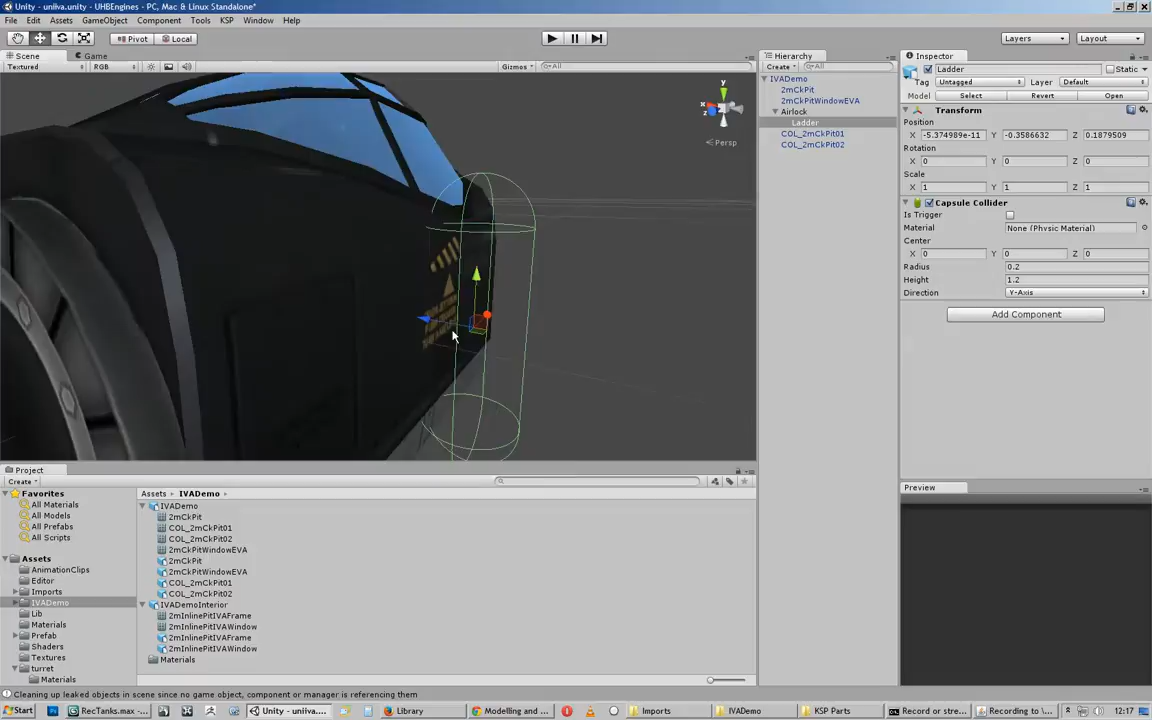 Unity - uniiva.unity - UHBEngines - PC, Mac & Linux Standalone*
File Edit Assets GameObject Component Tools KSP Window Help
Pivot Local Layers Layout
Scene Game
Textured RGB Gizmos All
y
x
Persp
Hierarchy
Create All
IVADemo
2mCkPit
2mCkPitWindowEVA
Airlock
Ladder
COL_2mCkPit01
COL_2mCkPit02
Inspector
Ladder Static
Tag Untagged Layer Default
Model Select Revert Open
Transform
Position
X -5.374989e-11 Y -0.3586632 Z 0.1879509
Rotation
X 0 Y 0 Z 0
Scale
X 1 Y 1 Z 1
Capsule Collider
Is Trigger
Material None (Physic Material)
Center
X 0 Y 0 Z 0
Radius 0.2
Height 1.2
Direction Y-Axis
Add Component
Preview
Project
Create
Favorites
All Materials
All Models
All Prefabs
All Scripts
Assets
AnimationClips
Editor
Imports
IVADemo
Lib
Materials
Prefab
Shaders
Textures
turret
Materials
Assets IVADemo
IVADemo
2mCkPit
COL_2mCkPit01
COL_2mCkPit02
2mCkPitWindowEVA
2mCkPit
2mCkPitWindowEVA
COL_2mCkPit01
COL_2mCkPit02
IVADemoInterior
2mInlinePitIVAFrame
2mInlinePitIVAWindow
2mInlinePitIVAFrame
2mInlinePitIVAWindow
Materials
Cleaning up leaked objects in scene since no game object, component or manager is referencing them
Start RecTanks.max -... Unity - uniiva.... Library Modelling and ... Imports IVADemo KSP Parts Record or stre... Recording to \... 12:17